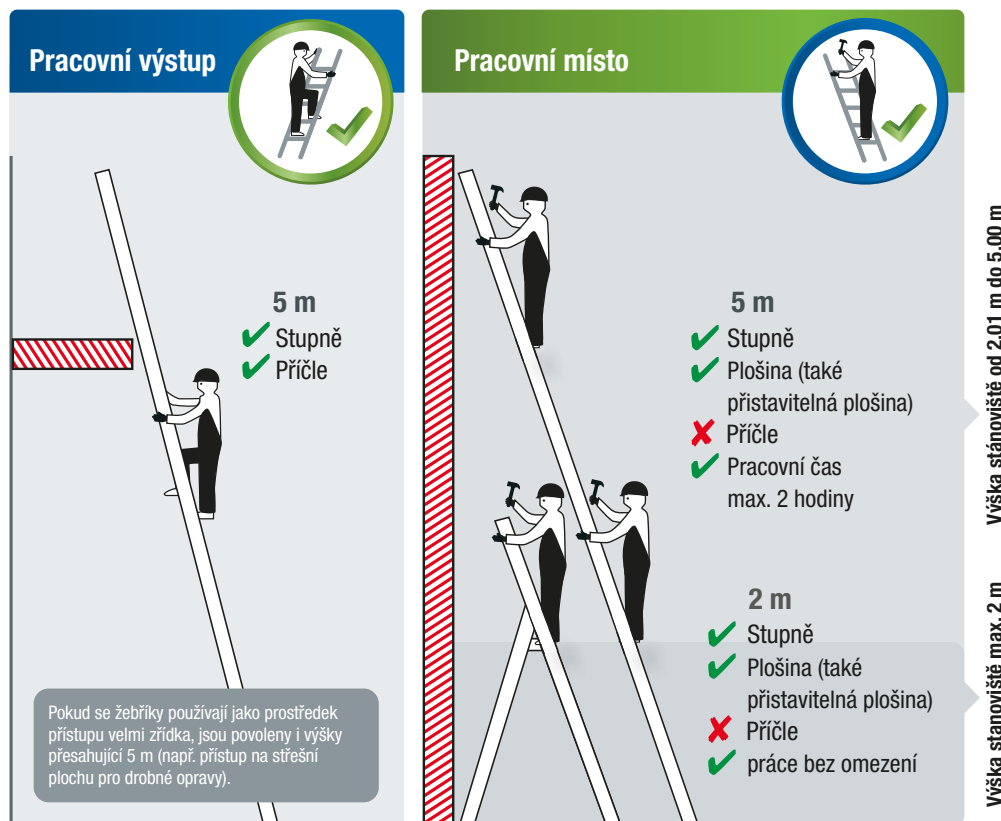 Pracovní výstup
5 m
Stupně
Příčle
Pokud se žebříky používají jako prostředek
přístupu velmi zřídka, jsou povoleny i výšky
přesahující 5 m (např. přístup na střešní
plochu pro drobné opravy).
Pracovní místo
5 m
Stupně
Plošina (také
přistavitelná plošina)
Příčle
Pracovní čas
max. 2 hodiny
2 m
Stupně
Plošina (také
přistavitelná plošina)
Příčle
práce bez omezení
Výška stánoviště od 2.01 m do 5.00 m
Výška stanoviště max. 2 m